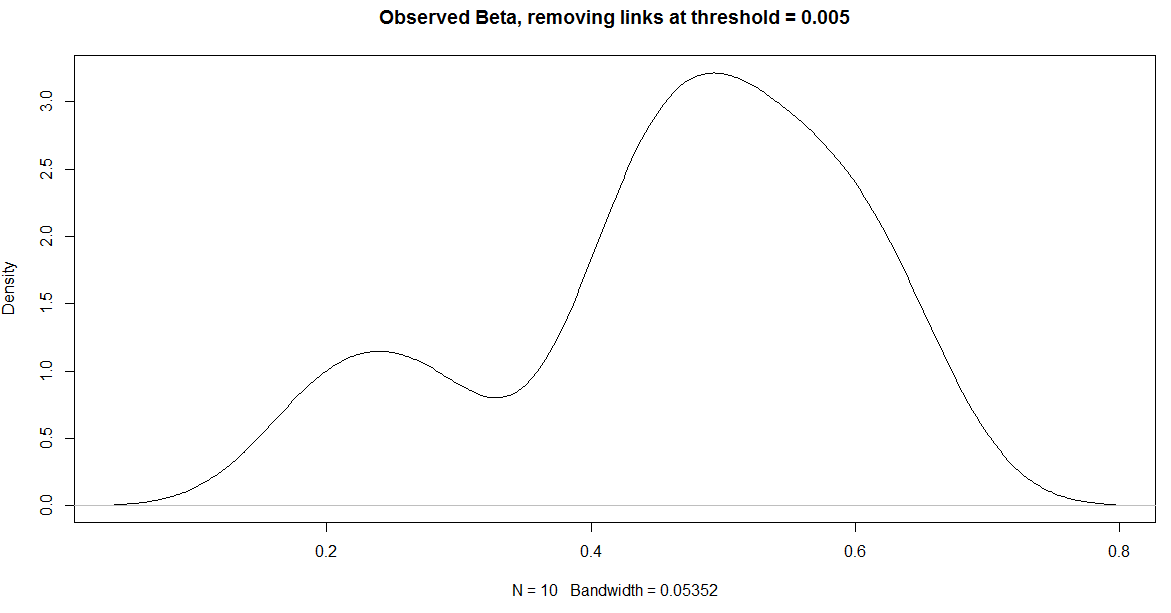 Observed Beta, removing links at threshold = 0.005
Density
3.0
2.5
2.0
1.5
1.0
0.5
0.0
0.2 0.4 0.6 0.8
N = 10 Bandwidth = 0.05352